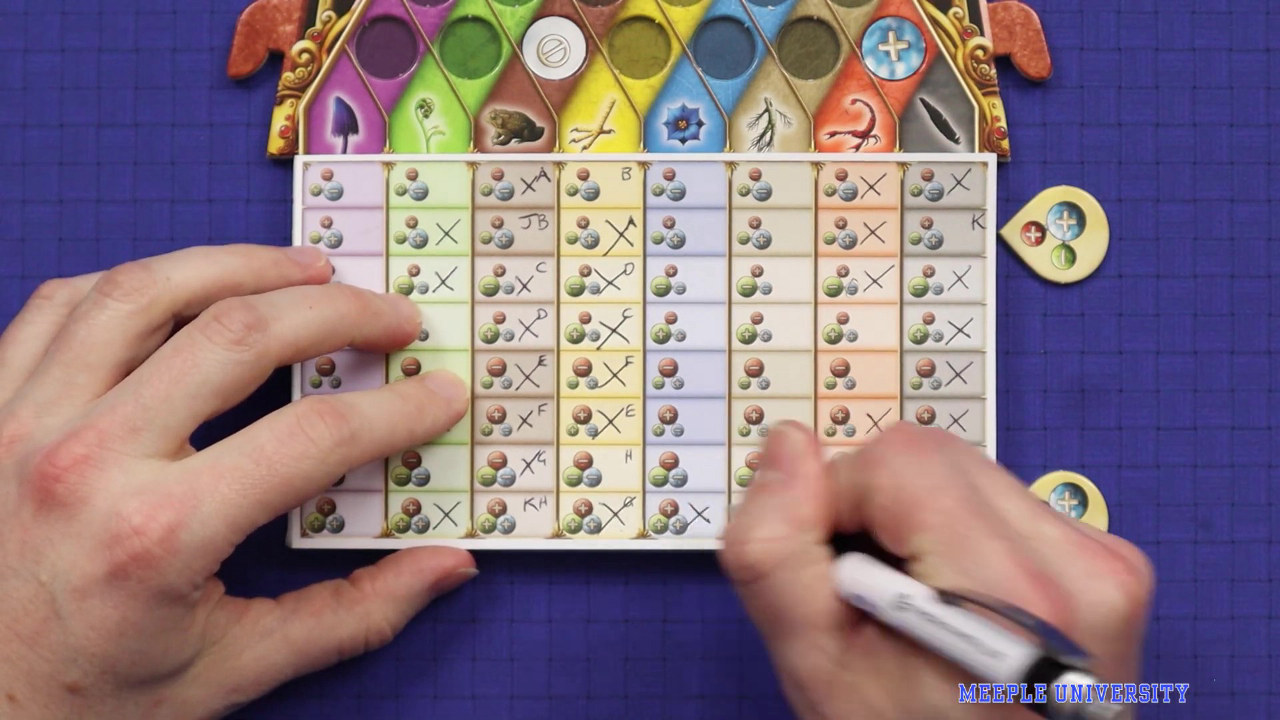 X A B X X
X JB X A X K
X X C X D X X
X D X C X
X E X F X
X F X E X X
X G H
X KH X G X
MEEPLE UNIVERSITY